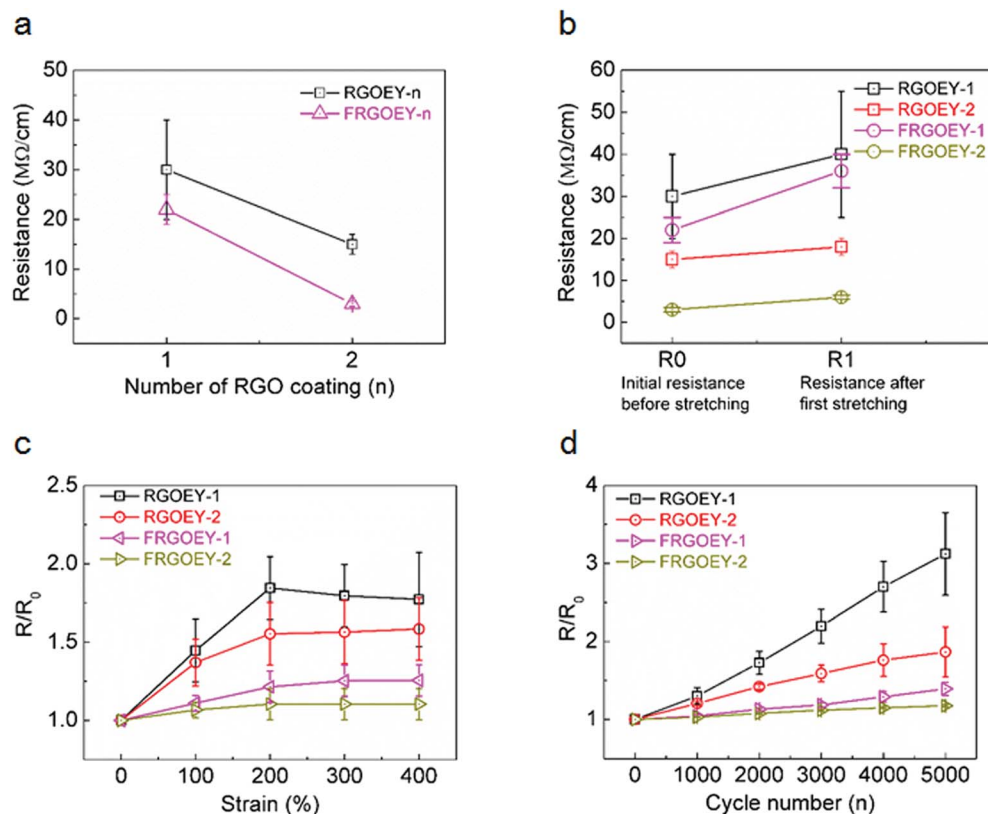 a
50
40
30
20
10
0
Resistance (MΩ/cm)
RGOEY-n
FRGOEY-n
1
2
Number of RGO coating (n)
b
60
50
40
30
20
10
0
Resistance (MΩ/cm)
RGOEY-1
RGOEY-2
FRGOEY-1
FRGOEY-2
R0
R1
Initial resistance
before stretching
Resistance after
first stretching
c
2.5
2.0
1.5
1.0
R/R0
RGOEY-1
RGOEY-2
FRGOEY-1
FRGOEY-2
0 100 200 300 400
Strain (%)
d
4
3
2
1
R/R0
RGOEY-1
RGOEY-2
FRGOEY-1
FRGOEY-2
0 1000 2000 3000 4000 5000
Cycle number (n)